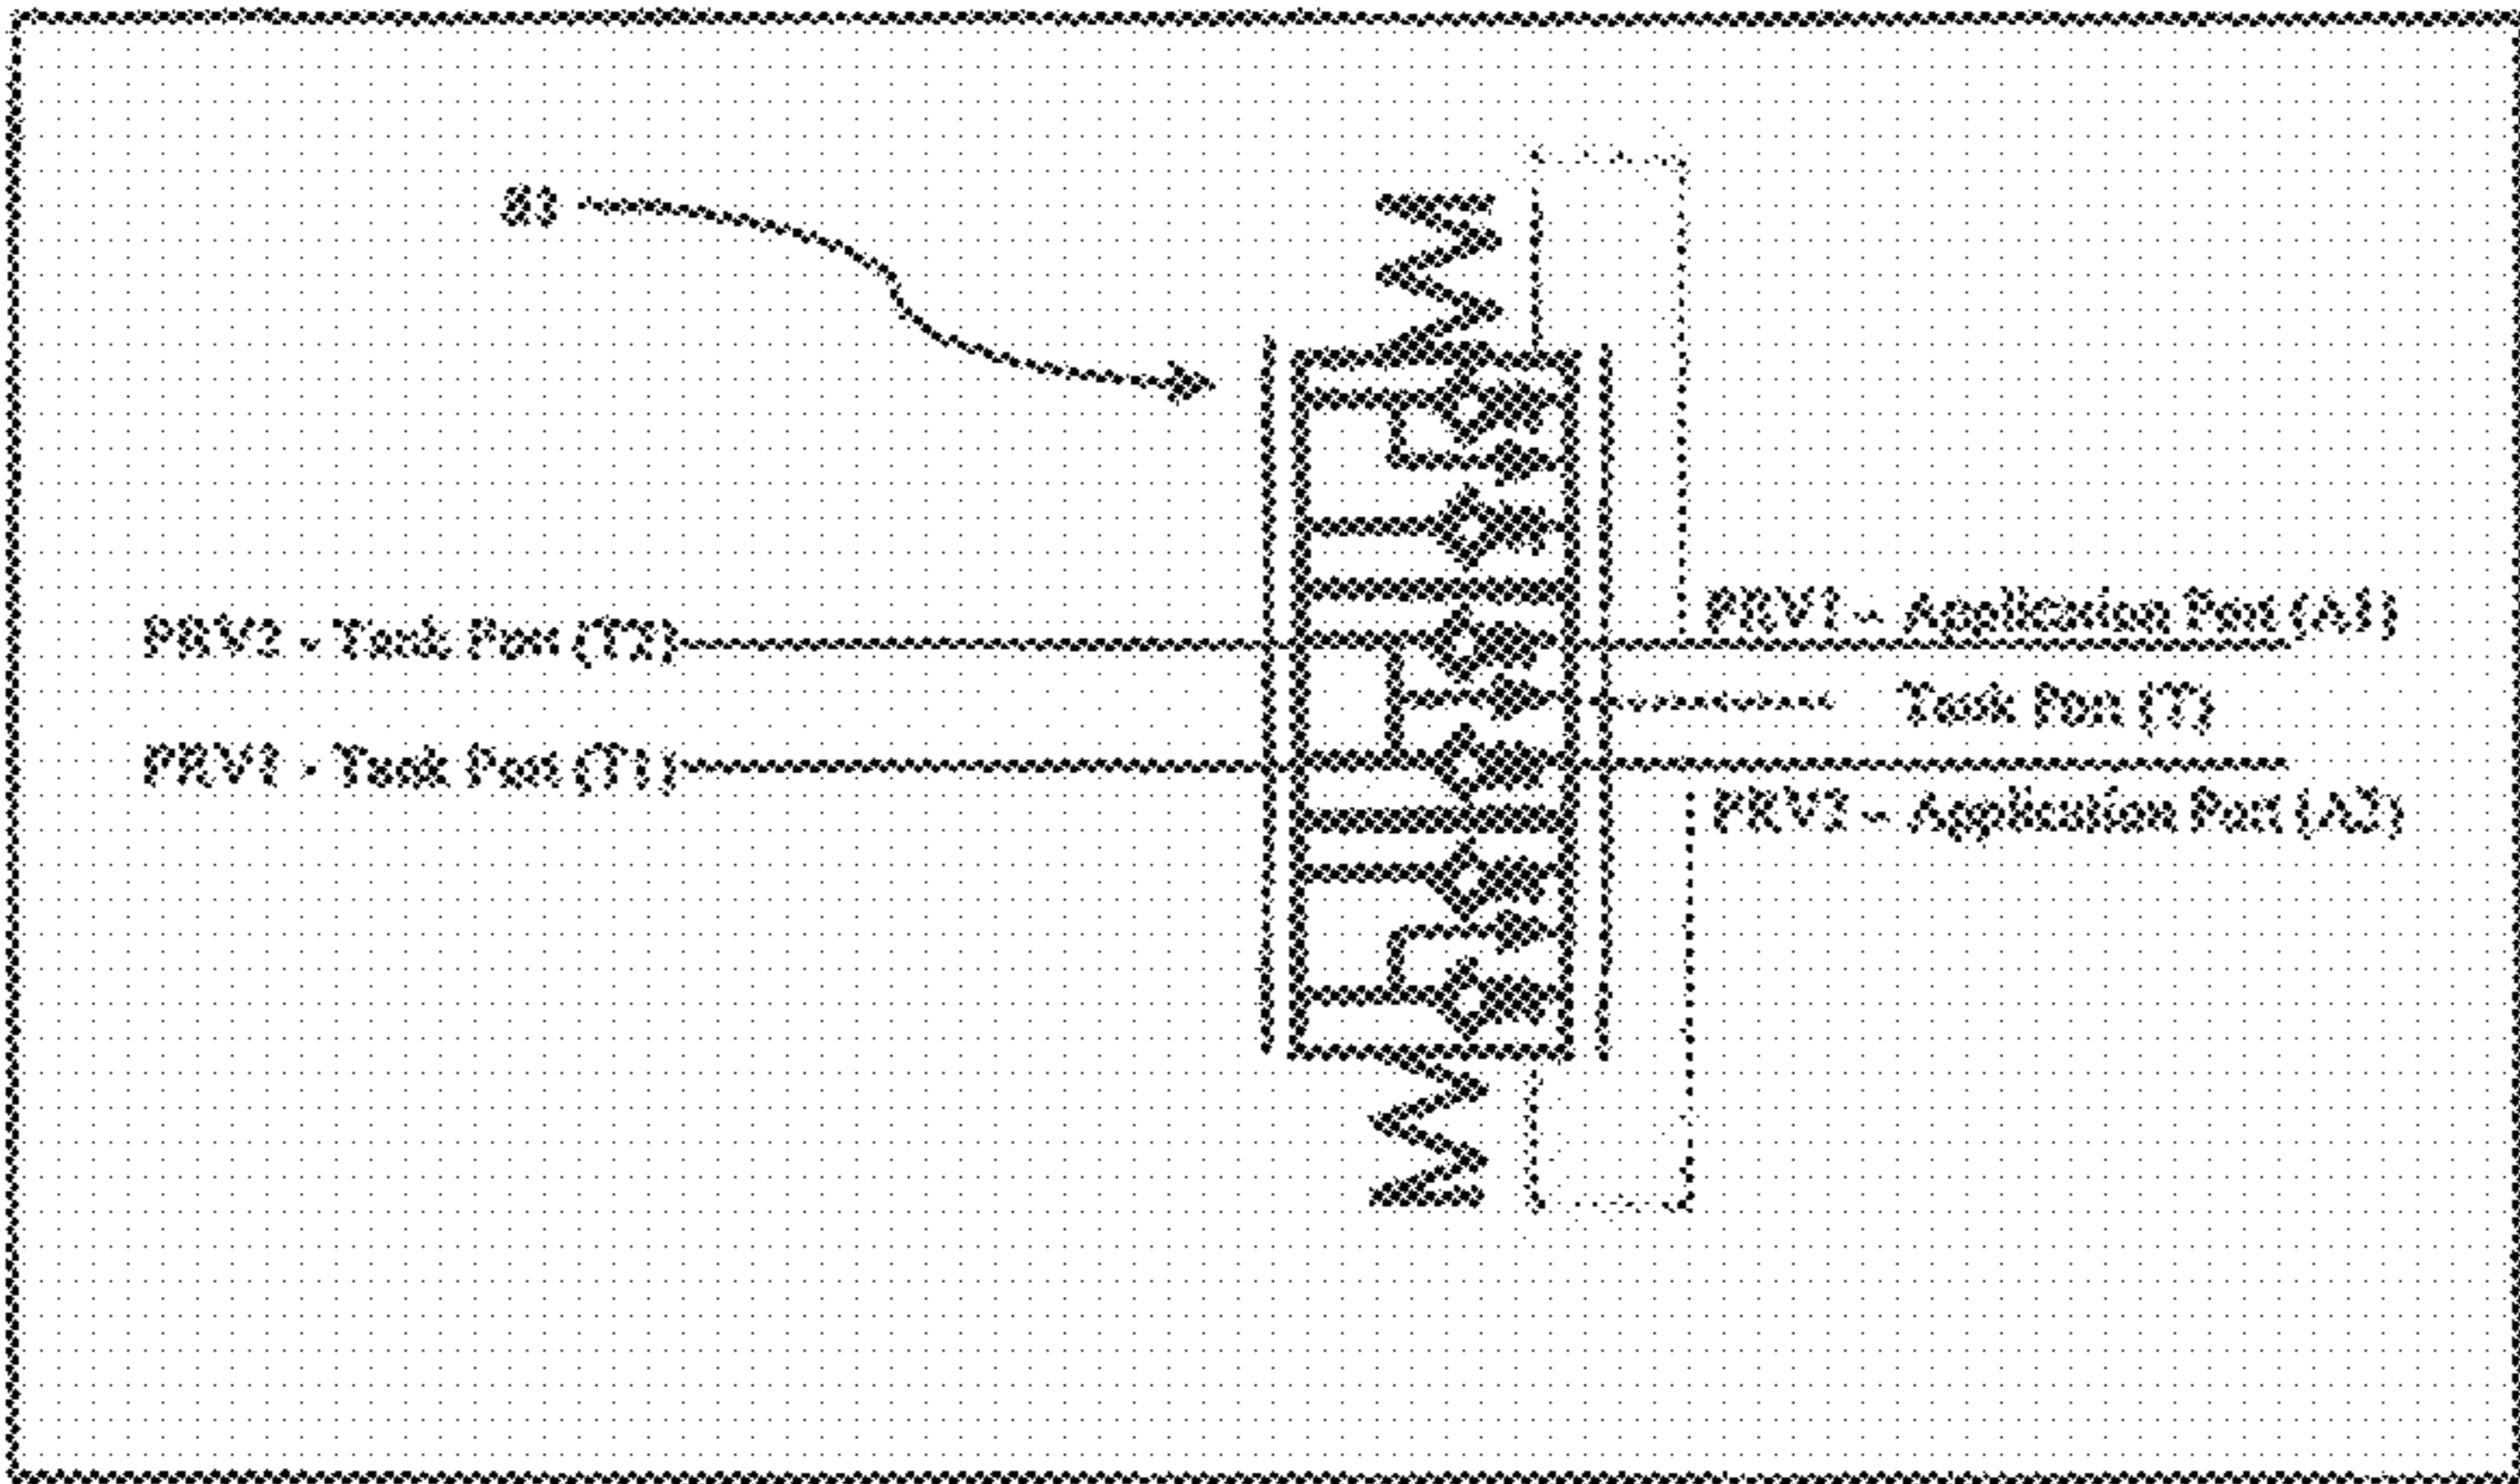 83
PRV2 - Tank Port (T2)
PRV1 - Application Port (A1)
Tank Port (T)
PRV1 - Tank Port (T1)
PRV2 - Application Port (A2)